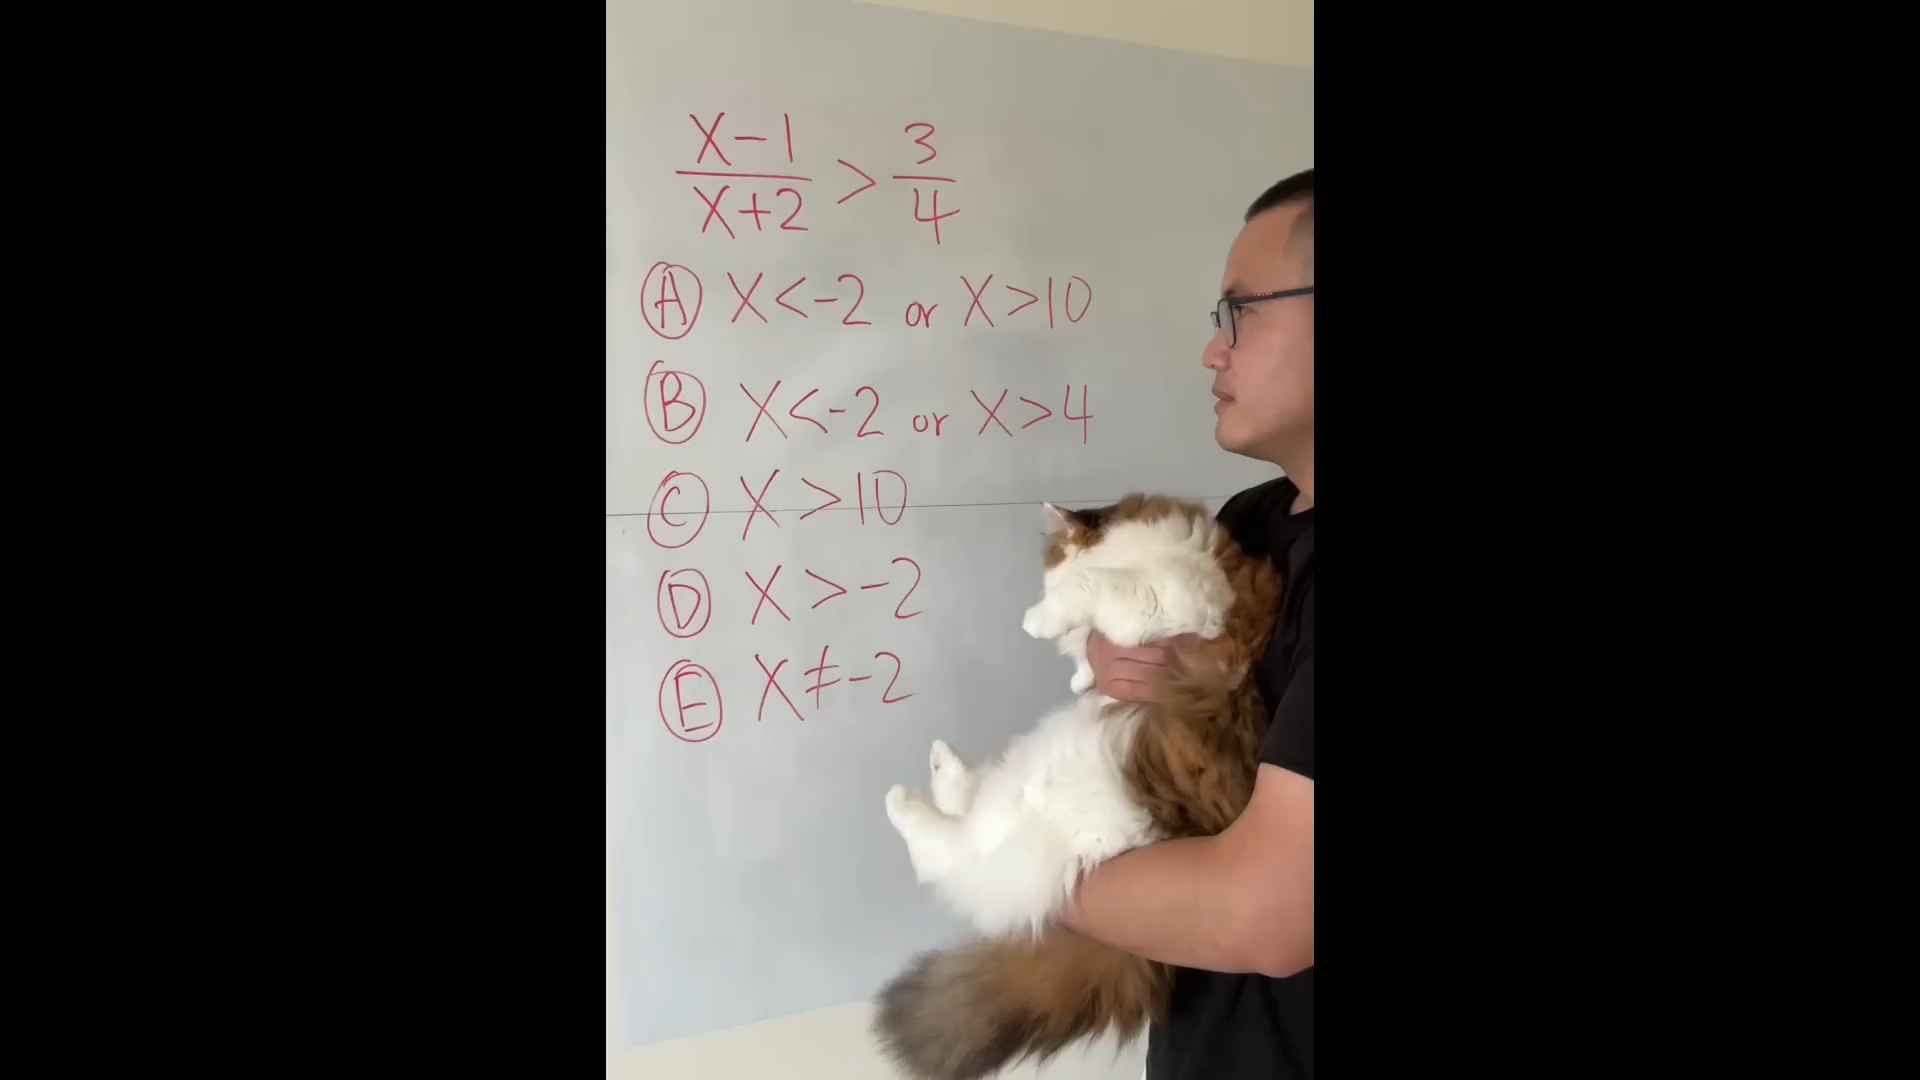 X-1/X+2 > 3/4
Ⓐ X<-2 or X>10
Ⓑ X<-2 or X>4
Ⓒ X>10
Ⓓ X>-2
Ⓔ X≠-2